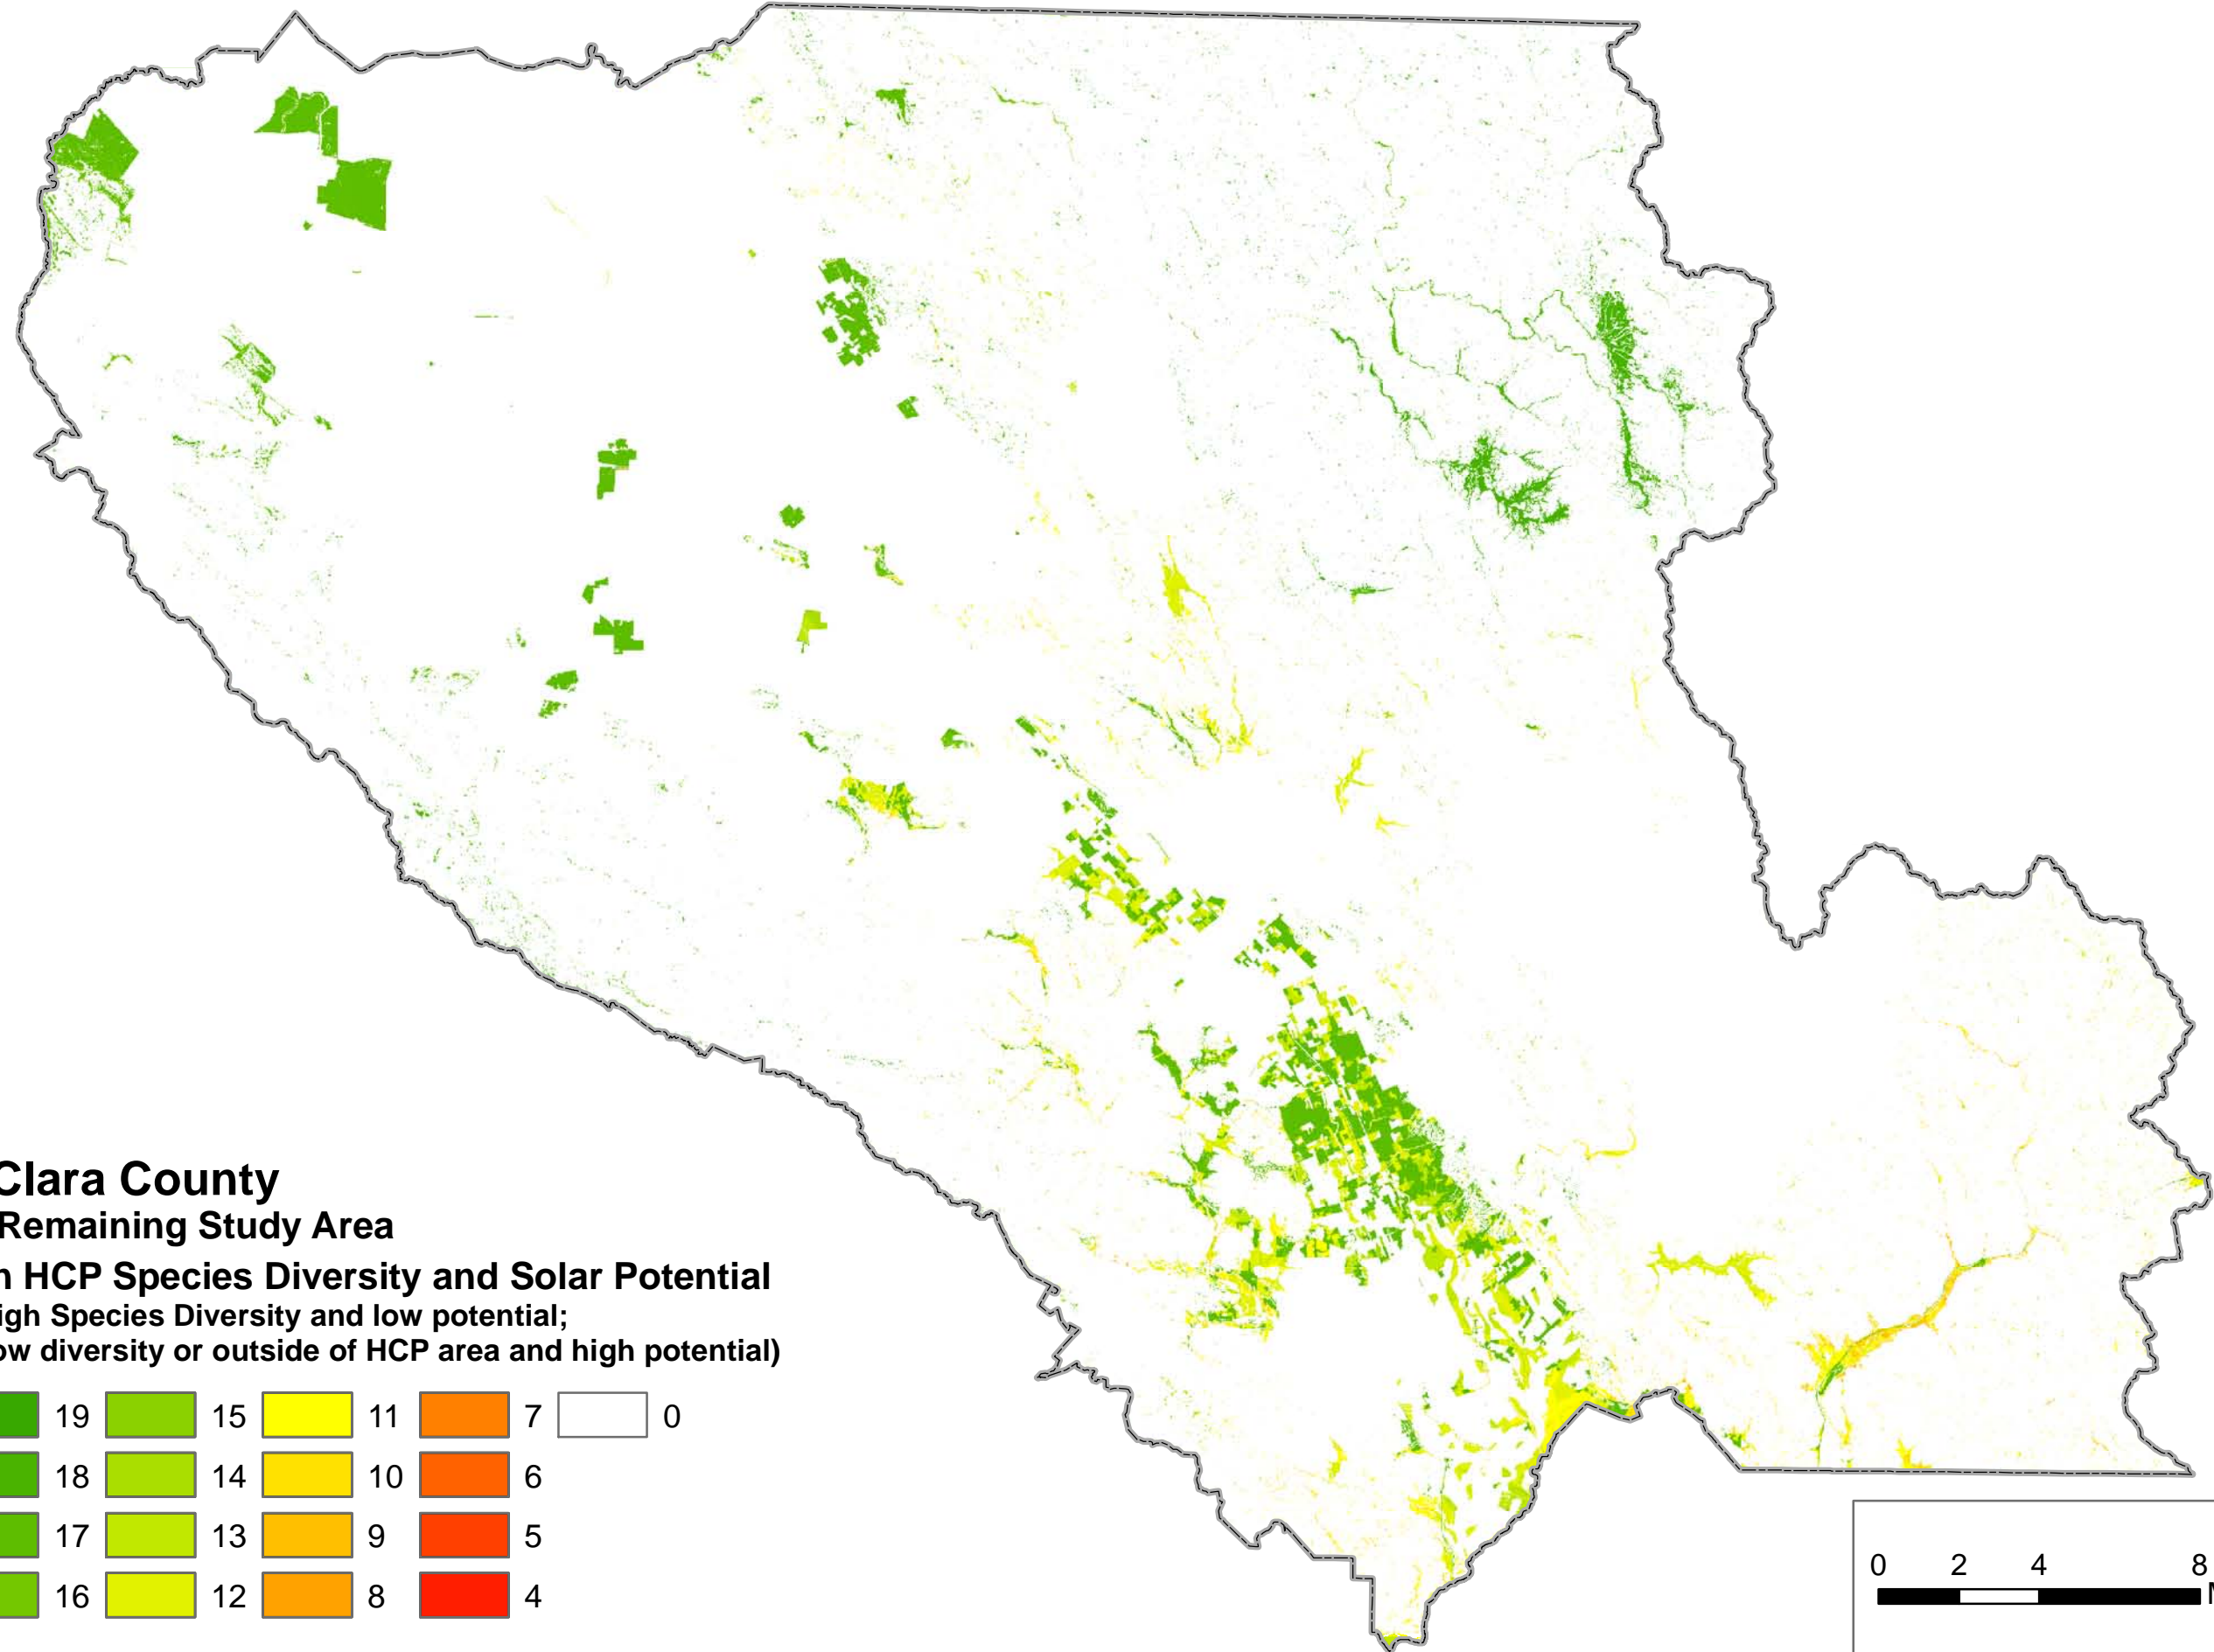 Clara County
Remaining Study Area
HCP Species Diversity and Solar Potential
Species Diversity and low potential;
diversity or outside of HCP area and high potential)
19 15 11 7 0
18 14 10 6
17 13 9 5
16 12 8 4
0 2 4 8